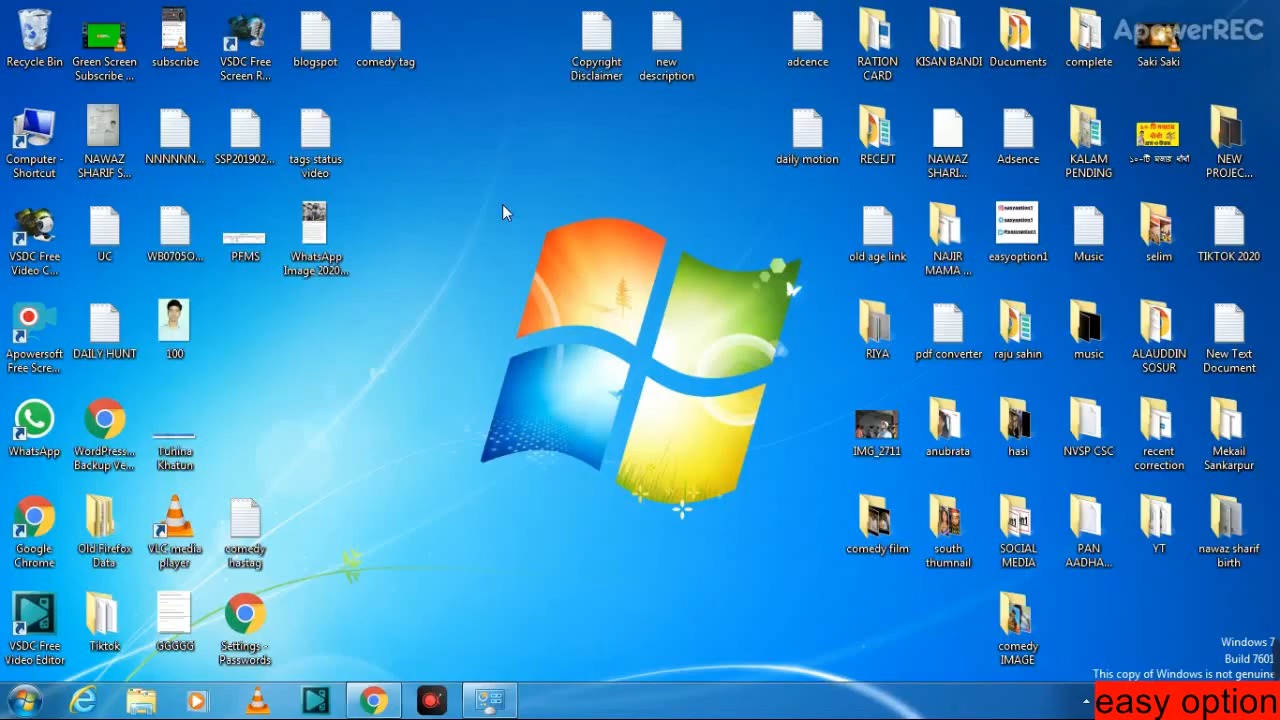 Recycle Bin
Green Screen
Subscribe ...
subscribe
VSDC Free
Screen R...
blogspot
comedy tag
Copyright
Disclaimer
new
description
adcence
RATION
CARD
KISAN BANDI
Ducuments
complete
Saki Saki
ApowerREC
Computer -
Shortcut
NAWAZ
SHARIF S...
NNNNNN...
SSP201902...
tags status
video
daily motion
RECEJT
NAWAZ
SHARI...
Adsence
KALAM
PENDING
১০-টি মজার ধাঁধাঁ
NEW
PROJEC...
VSDC Free
Video C...
UC
WB0705O...
PFMS
WhatsApp
Image 2020...
old age link
NAJIR
MAMA ...
easyoption1
Music
selim
TIKTOK 2020
Apowersoft
Free Scre...
DAILY HUNT
100
RIYA
pdf converter
raju sahin
music
ALAUDDIN
SOSUR
New Text
Document
WhatsApp
WordPress...
Backup Ve...
Tuhina
Khatun
IMG_2711
anubrata
hasi
NVSP CSC
recent
correction
Mekail
Sankarpur
Google
Chrome
Old Firefox
Data
VLC media
player
comedy
hastag
comedy film
south
thumnail
SOCIAL
MEDIA
PAN
AADHA...
YT
nawaz sharif
birth
VSDC Free
Video Editor
Tiktok
GGGGG
Settings -
Passwords
comedy
IMAGE
Windows 7
Build 7601
This copy of Windows is not genuine
easy option